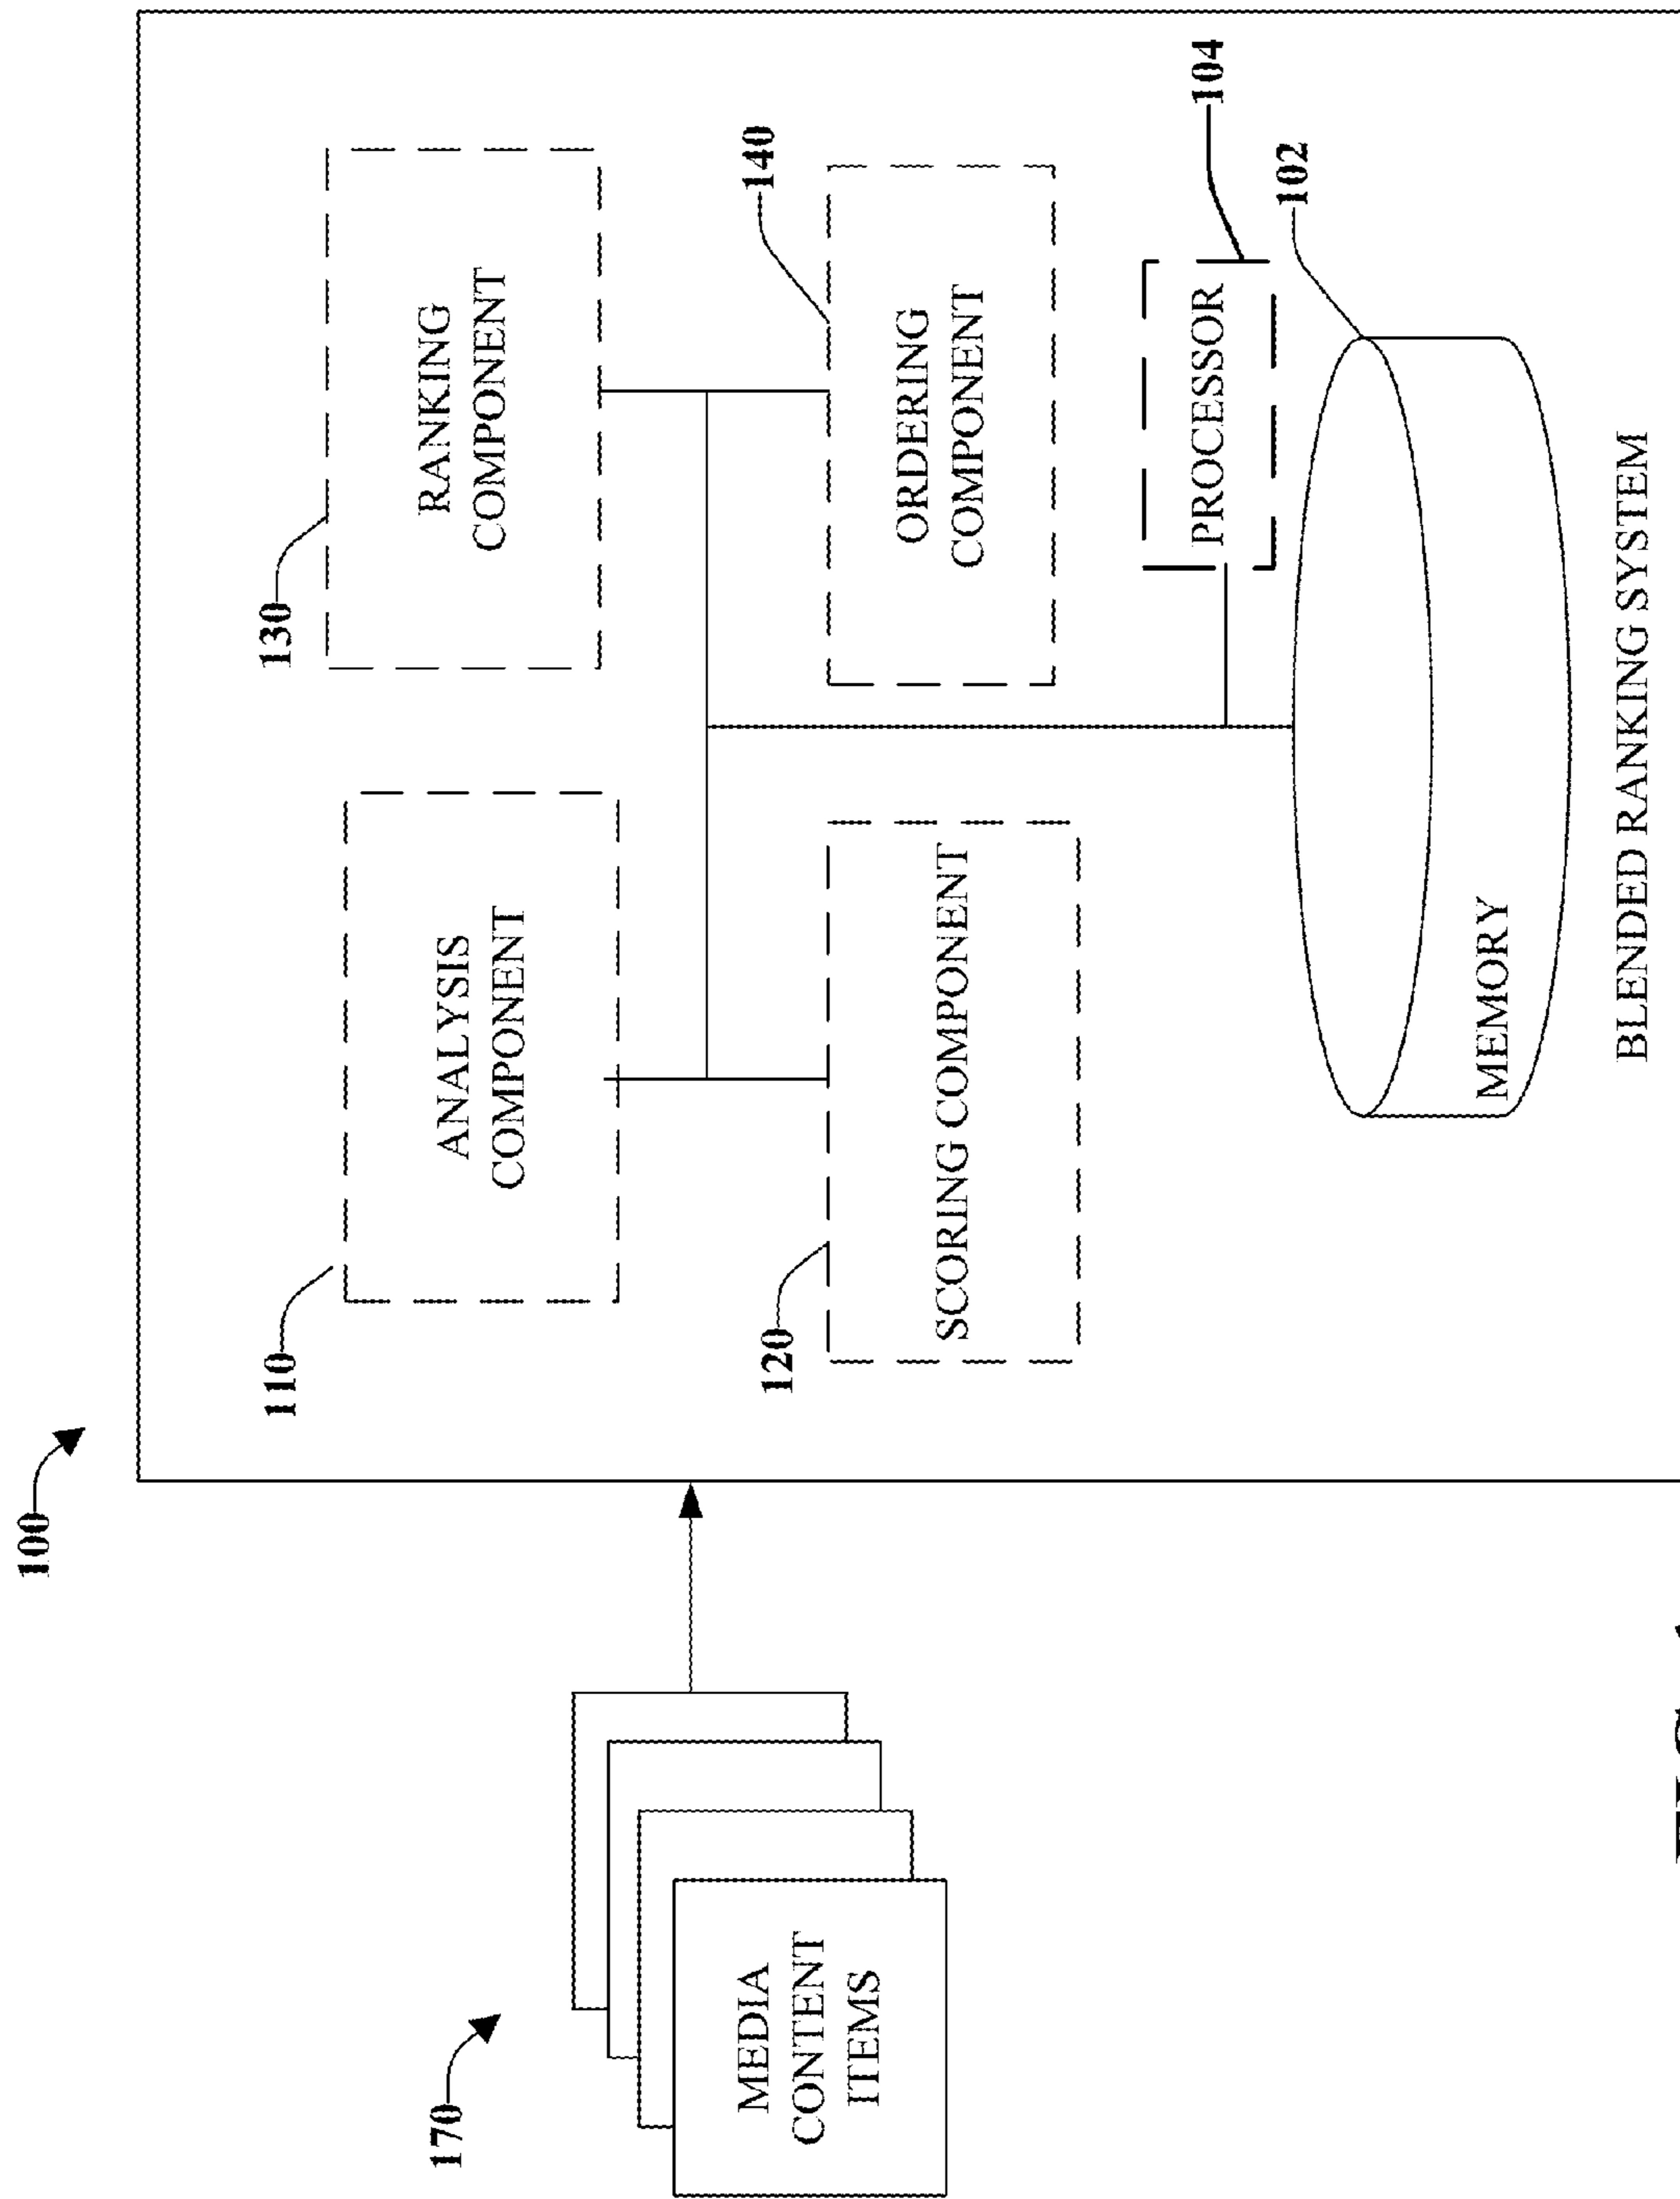 100
110
ANALYSIS
COMPONENT
130
RANKING
COMPONENT
170
MEDIA
CONTENT
ITEMS
120
SCORING COMPONENT
140
ORDERING
COMPONENT
PROCESSOR
104
102
MEMORY
BLENDED RANKING SYSTEM